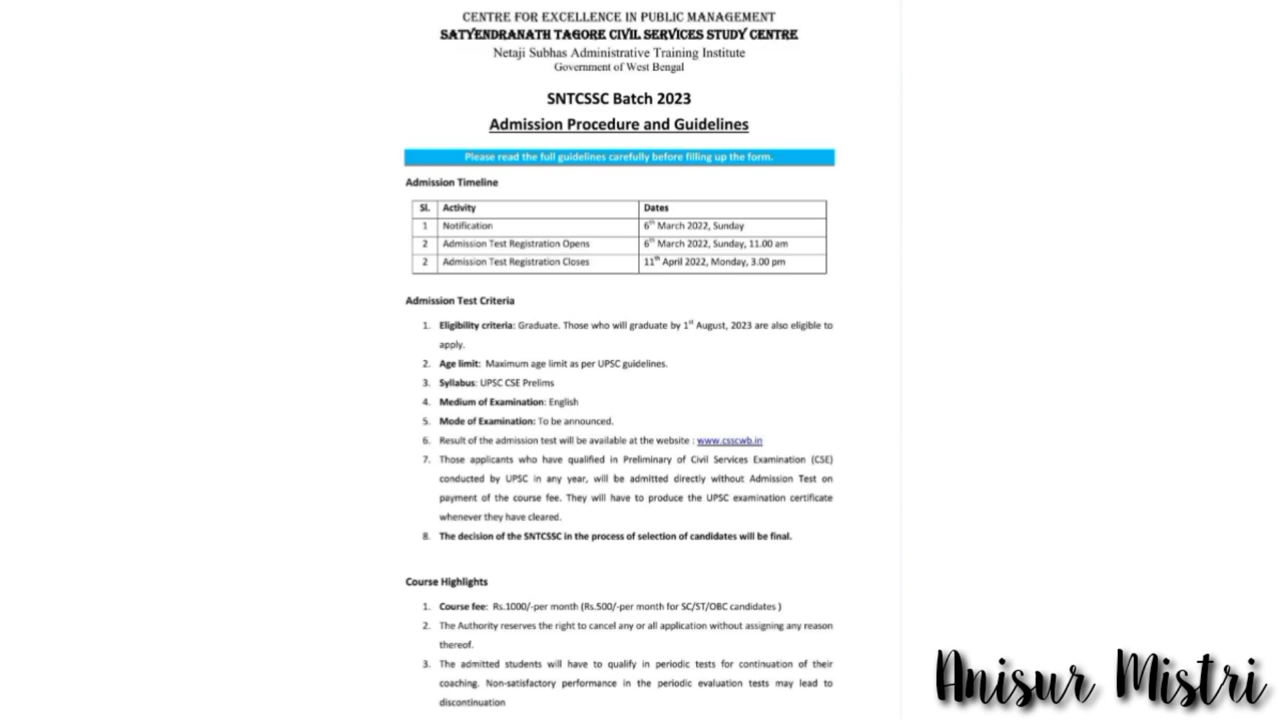 CENTRE FOR EXCELLENCE IN PUBLIC MANAGEMENT
SATYENDRANATH TAGORE CIVIL SERVICES STUDY CENTRE
Netaji Subhas Administrative Training Institute
Government of West Bengal
SNTCSSC Batch 2023
Admission Procedure and Guidelines
Please read the full guidelines carefully before filling up the form.
Admission Timeline
Sl. Activity Dates
1 Notification 6th March 2022, Sunday
2 Admission Test Registration Opens 6th March 2022, Sunday, 11.00 am
2 Admission Test Registration Closes 11th April 2022, Monday, 3.00 pm
Admission Test Criteria
1. Eligibility criteria: Graduate. Those who will graduate by 1st August, 2023 are also eligible to
apply.
2. Age limit: Maximum age limit as per UPSC guidelines.
3. Syllabus: UPSC CSE Prelims
4. Medium of Examination: English
5. Mode of Examination: To be announced.
6. Result of the admission test will be available at the website : www.csscwb.in
7. Those applicants who have qualified in Preliminary of Civil Services Examination (CSE)
conducted by UPSC in any year, will be admitted directly without Admission Test on
payment of the course fee. They will have to produce the UPSC examination certificate
whenever they have cleared.
8. The decision of the SNTCSSC in the process of selection of candidates will be final.
Course Highlights
1. Course fee: Rs.1000/-per month (Rs.500/-per month for SC/ST/OBC candidates )
2. The Authority reserves the right to cancel any or all application without assigning any reason
thereof.
3. The admitted students will have to qualify in periodic tests for continuation of their
coaching. Non-satisfactory performance in the periodic evaluation tests may lead to
discontinuation
Anisur Mistri